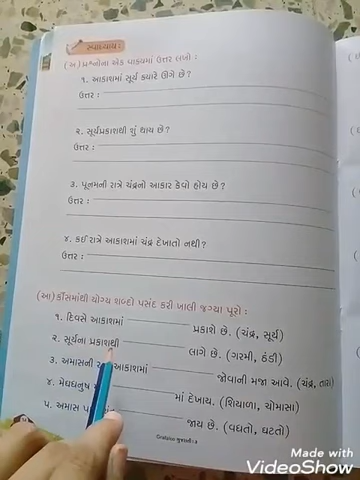 સ્વાધ્યાય :
(અ) પ્રશ્નોના એક વાક્યમાં ઉત્તર લખો :
૧. આકાશમાં સૂર્ય ક્યારે ઊગે છે?
ઉત્તર :
૨. સૂર્યપ્રકાશથી શું થાય છે?
ઉત્તર :
૩. પૂનમની રાત્રે ચંદ્રનો આકાર કેવો હોય છે?
ઉત્તર :
૪. કઈ રાત્રે આકાશમાં ચંદ્ર દેખાતો નથી?
ઉત્તર :
(આ) કૌંસમાંથી યોગ્ય શબ્દો પસંદ કરી ખાલી જગ્યા પૂરો :
૧. દિવસે આકાશમાં પ્રકાશે છે. (ચંદ્ર, સૂર્ય)
૨. સૂર્યના પ્રકાશથી લાગે છે. (ગરમી, ઠંડી)
૩. અમાસની આકાશમાં જોવાની મજા આવે. (ચંદ્ર, તારા)
૪. મેઘધનુષ માં દેખાય. (શિયાળા, ચોમાસા)
૫. અમાસ જાય છે. (વધતો, ઘટતો)
Made with
VideoShow